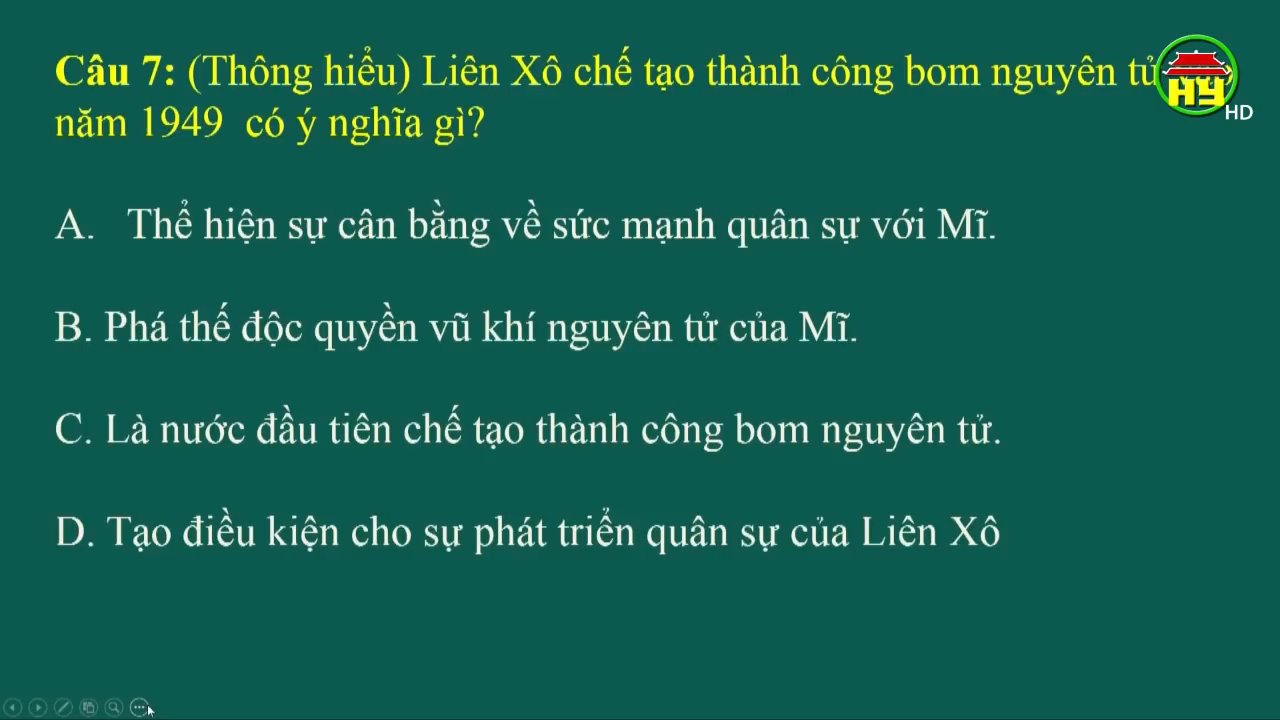 Câu 7: (Thông hiểu) Liên Xô chế tạo thành công bom nguyên tử
năm 1949 có ý nghĩa gì?
HY
HD
A. Thể hiện sự cân bằng về sức mạnh quân sự với Mĩ.
B. Phá thế độc quyền vũ khí nguyên tử của Mĩ.
C. Là nước đầu tiên chế tạo thành công bom nguyên tử.
D. Tạo điều kiện cho sự phát triển quân sự của Liên Xô